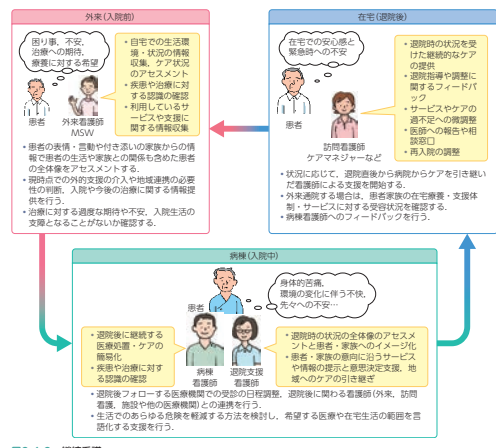 外来（入院前）
困り事，不安，
治療への期待，
療養に対する希望
患者
外来看護師
MSW
・自宅での生活環
境・状況の情報
収集，ケア状況
のアセスメント
・疾患や治療に対
する認識の確認
・利用しているサ
ービスや支援に
関する情報収集
・患者の表情・言動や付き添いの家族からの情
報で患者の生活や家族との関係も含めた患者
の全体像をアセスメントする。
・現時点での外的支援の介入や地域連携の必要
性の判断，入院や今後の治療に関する情報提
供を行う。
・治療に対する過度な期待や不安，入院生活の
支障となることがないか確認する。
在宅（退院後）
在宅での安心感と
緊急時への不安
患者
訪問看護師
ケアマネジャーなど
・退院時の状況を受
けた継続的なケア
の提供
・退院指導や調整に
関するフィードバ
ック
・サービスやケアの
過不足への微調整
・医師への報告や相
談窓口
・再入院の調整
・状況に応じて，退院直後から病院からケアを引き継い
だ看護師による支援を開始する。
・外来通院する場合は，患者家族の在宅療養・支援体
制・サービスに対する受容状況を確認する。
・病棟看護師へのフィードバックを行う．
病棟（入院中）
身体的苦痛，
環境の変化に伴う不快，
先々への不安…
患者
・退院後に継続する
医療処置・ケアの
簡易化
・疾患や治療に対す
る認識の確認
病棟
看護師
退院支援
看護師
・退院時の状況の全体像のアセスメ
ントと患者・家族へのイメージ化
・患者・家族の意向に沿うサービス
や情報の提示と意思決定支援，地
域へのケアの引き継ぎ
・退院後フォローする医療機関での受診の日程調整，退院後に関わる看護師（外来，訪問
看護，施設や他の医療機関）との連携を行う。
・生活でのあらゆる負険を軽減する方法を検討し，希望する医療や在宅生活の範囲を言
語化する支援を行う。